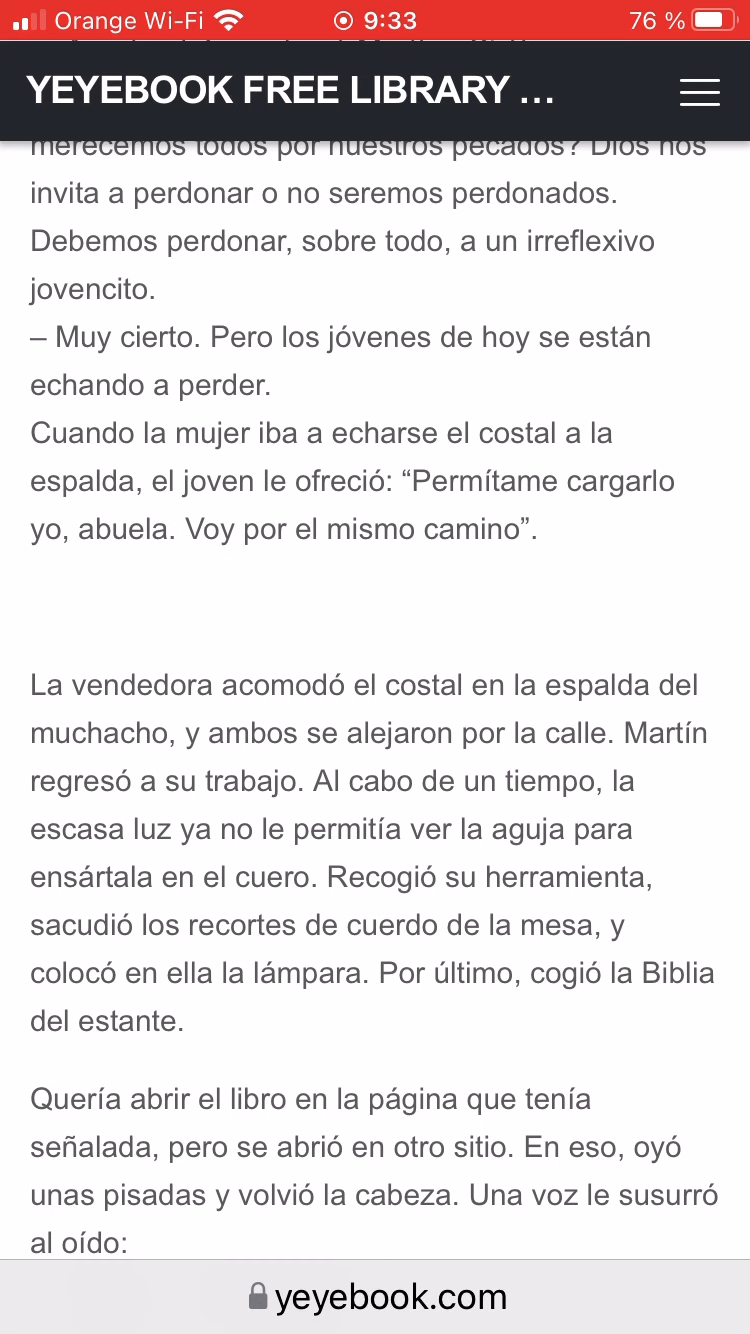 Orange Wi-Fi 9:33 76 %
YEYEBOOK FREE LIBRARY ...
merecemos todos por nuestros pecados? Dios nos
invita a perdonar o no seremos perdonados.
Debemos perdonar, sobre todo, a un irreflexivo
jovencito.
– Muy cierto. Pero los jóvenes de hoy se están
echando a perder.
Cuando la mujer iba a echarse el costal a la
espalda, el joven le ofreció: “Permítame cargarlo
yo, abuela. Voy por el mismo camino”.
La vendedora acomodó el costal en la espalda del
muchacho, y ambos se alejaron por la calle. Martín
regresó a su trabajo. Al cabo de un tiempo, la
escasa luz ya no le permitía ver la aguja para
ensártala en el cuero. Recogió su herramienta,
sacudió los recortes de cuerdo de la mesa, y
colocó en ella la lámpara. Por último, cogió la Biblia
del estante.
Quería abrir el libro en la página que tenía
señalada, pero se abrió en otro sitio. En eso, oyó
unas pisadas y volvió la cabeza. Una voz le susurró
al oído:
yeyebook.com